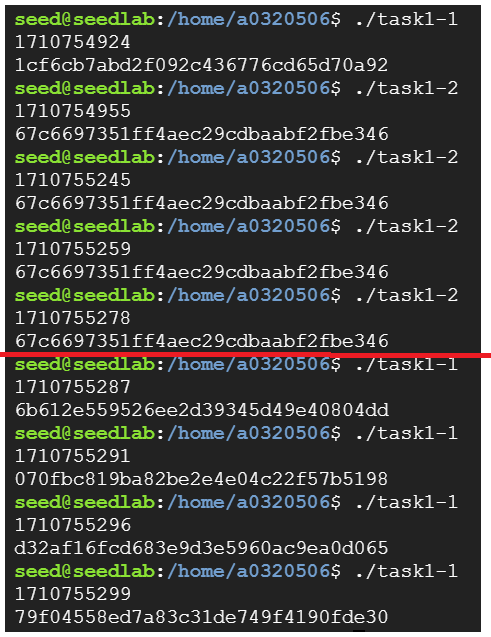 seed@seedlab:/home/a0320506$ ./task1-1
1710754924
1cf6cb7abd2f092c436776cd65d70a92
seed@seedlab:/home/a0320506$ ./task1-2
1710754955
67c6697351ff4aec29cdbaabf2fbe346
seed@seedlab:/home/a0320506$ ./task1-2
1710755245
67c6697351ff4aec29cdbaabf2fbe346
seed@seedlab:/home/a0320506$ ./task1-2
1710755259
67c6697351ff4aec29cdbaabf2fbe346
seed@seedlab:/home/a0320506$ ./task1-2
1710755278
67c6697351ff4aec29cdbaabf2fbe346
seed@seedlab:/home/a0320506$ ./task1-1
1710755287
6b612e559526ee2d39345d49e40804dd
seed@seedlab:/home/a0320506$ ./task1-1
1710755291
070fbc819ba82be2e4e04c22f57b5198
seed@seedlab:/home/a0320506$ ./task1-1
1710755296
d32af16fcd683e9d3e5960ac9ea0d065
seed@seedlab:/home/a0320506$ ./task1-1
1710755299
79f04558ed7a83c31de749f4190fde30